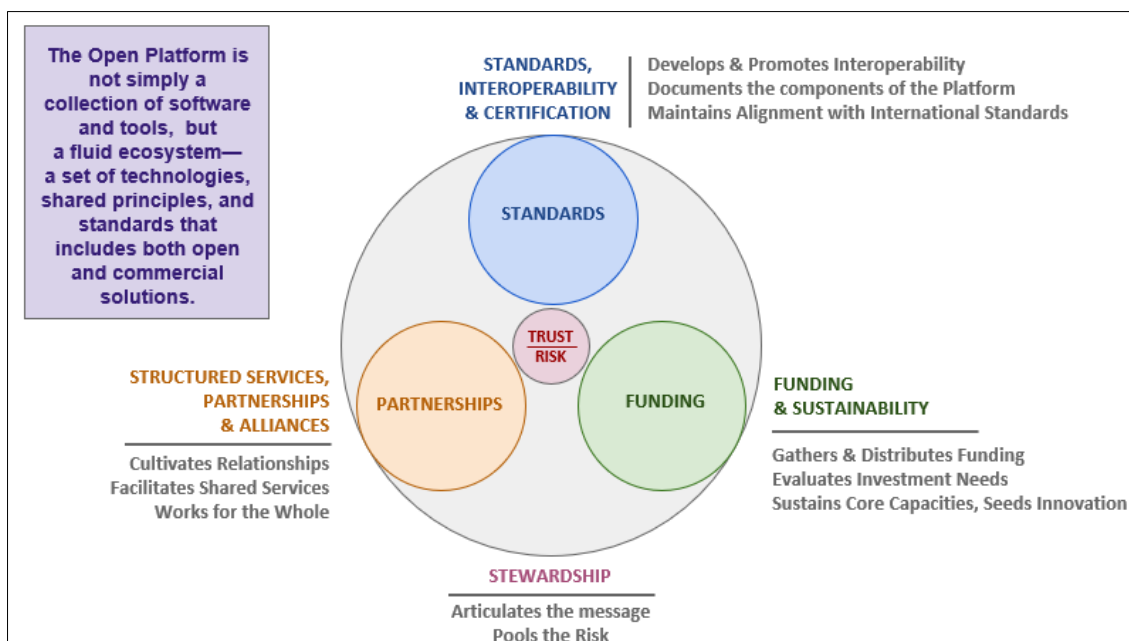 The Open Platform is
not simply a
collection of software
and tools, but
a fluid ecosystem—
a set of technologies,
shared principles, and
standards that
includes both open
and commercial
solutions.
STANDARDS,
INTEROPERABILITY
& CERTIFICATION
Develops & Promotes Interoperability
Documents the components of the Platform
Maintains Alignment with International Standards
STANDARDS
TRUST
RISK
PARTNERSHIPS
FUNDING
STRUCTURED SERVICES,
PARTNERSHIPS
& ALLIANCES
Cultivates Relationships
Facilitates Shared Services
Works for the Whole
FUNDING
& SUSTAINABILITY
Gathers & Distributes Funding
Evaluates Investment Needs
Sustains Core Capacities, Seeds Innovation
STEWARDSHIP
Articulates the message
Pools the Risk